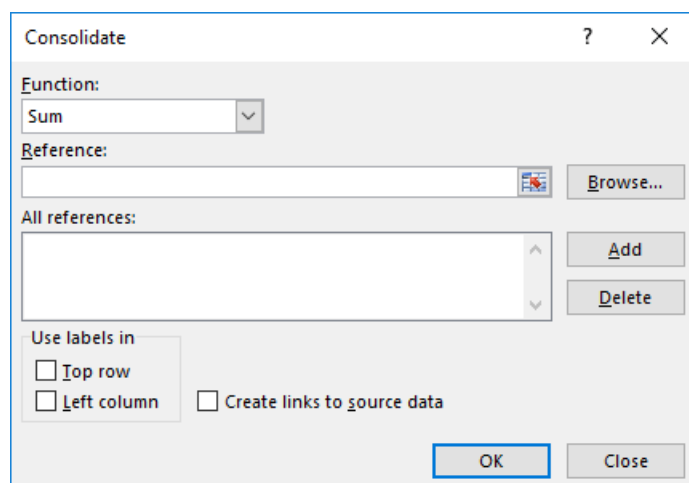 Consolidate ?
Function:
Sum
Reference:
Browse...
All references:
Add
Delete
Use labels in
Top row
Left column
Create links to source data
OK
Close